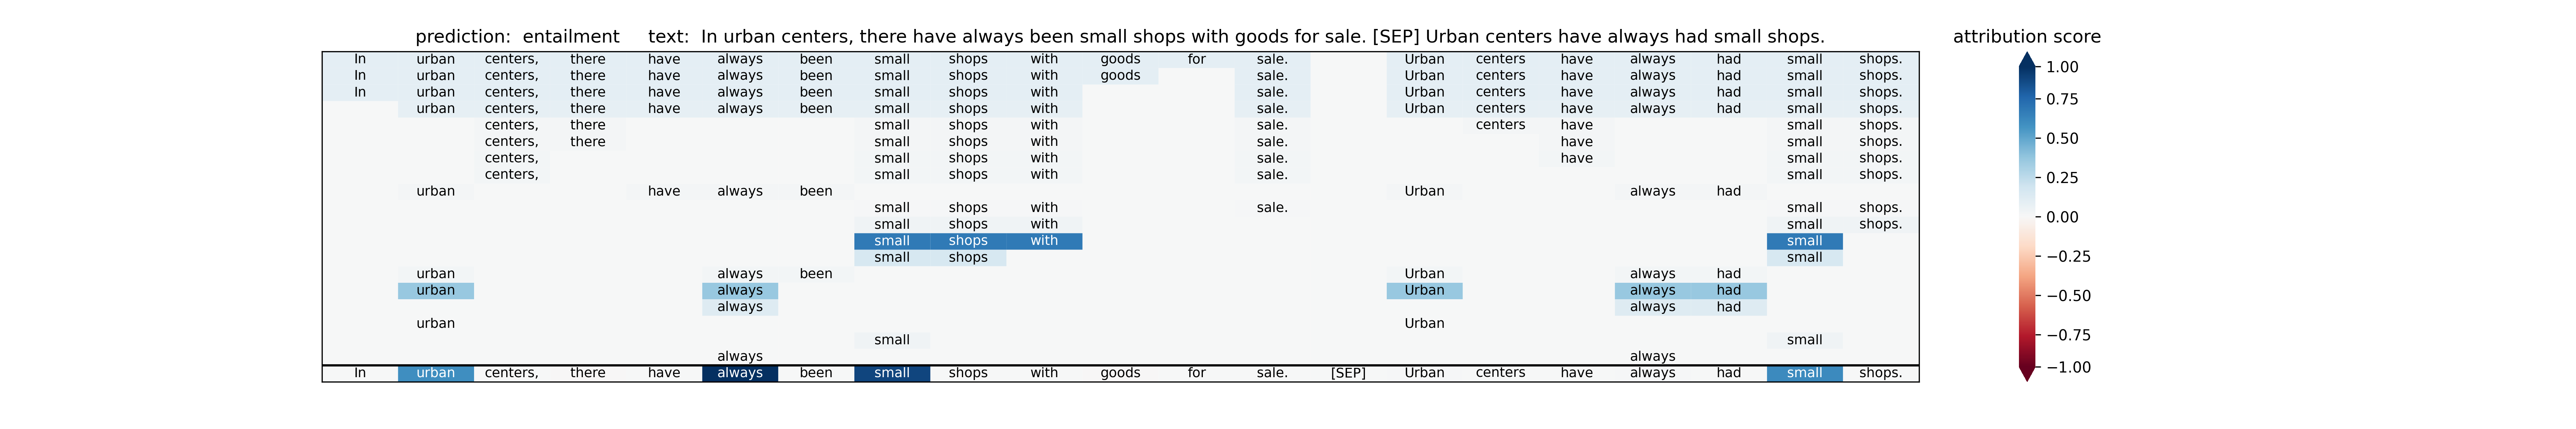 prediction: entailment text: In urban centers, there have always been small shops with goods for sale. [SEP] Urban centers have always had small shops.
attribution score
In urban centers, there have always been small shops with goods for sale. Urban centers have always had small shops.
In urban centers, there have always been small shops with goods sale. Urban centers have always had small shops.
In urban centers, there have always been small shops with sale. Urban centers have always had small shops.
urban centers, there have always been small shops with sale. Urban centers have always had small shops.
centers, there small shops with sale. centers have small shops.
centers, there small shops with sale. have small shops.
centers, small shops with sale. have small shops.
centers, small shops with sale. small shops.
urban have always been Urban always had
small shops with sale. small shops.
small shops with small shops.
small shops with small
small shops small
urban always been Urban always had
urban always Urban always had
always always had
urban Urban
small small
always always
In urban centers, there have always been small shops with goods for sale. [SEP] Urban centers have always had small shops.
1.00
0.75
0.50
0.25
0.00
−0.25
−0.50
−0.75
−1.00